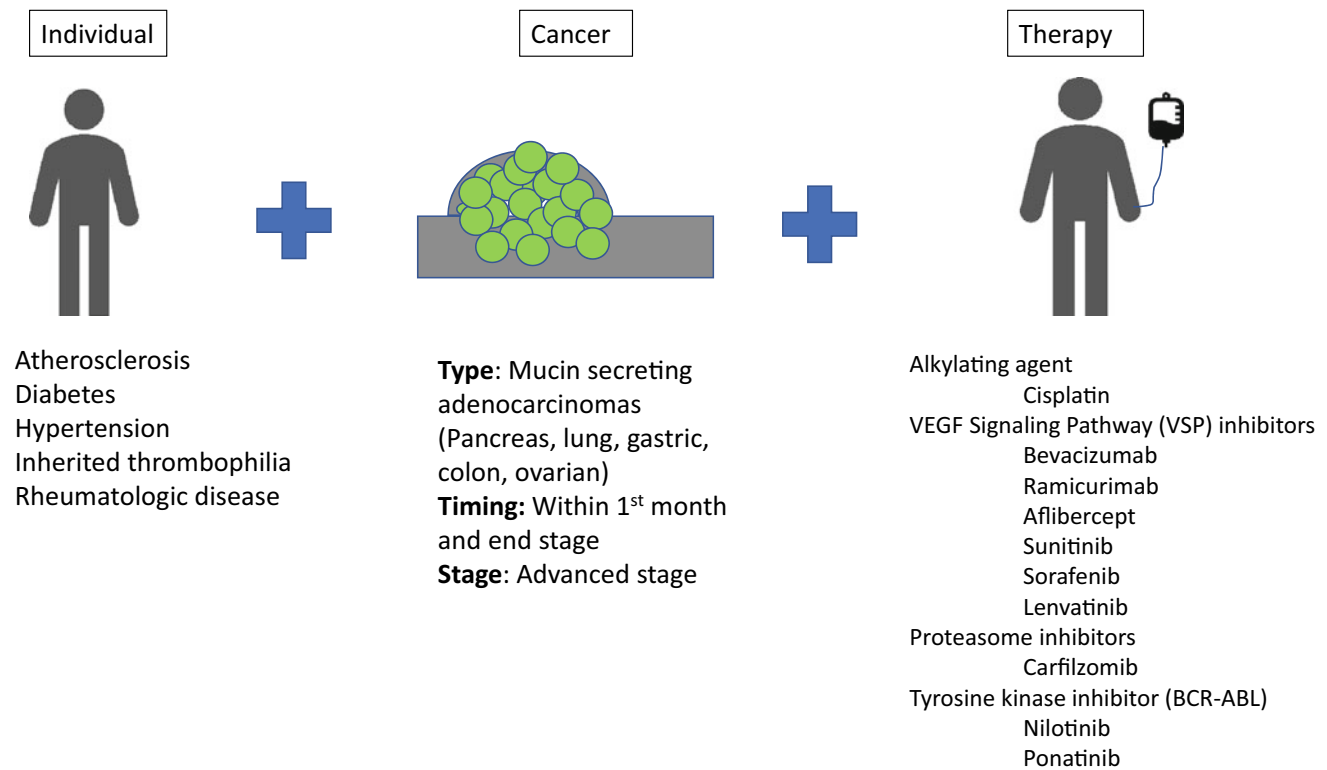 Individual
Cancer
Therapy
Atherosclerosis
Diabetes
Hypertension
Inherited thrombophilia
Rheumatologic disease
Type: Mucin secreting
adenocarcinomas
(Pancreas, lung, gastric,
colon, ovarian)
Timing: Within 1st month
and end stage
Stage: Advanced stage
Alkylating agent
Cisplatin
VEGF Signaling Pathway (VSP) inhibitors
Bevacizumab
Ramicurimab
Aflibercept
Sunitinib
Sorafenib
Lenvatinib
Proteasome inhibitors
Carfilzomib
Tyrosine kinase inhibitor (BCR-ABL)
Nilotinib
Ponatinib